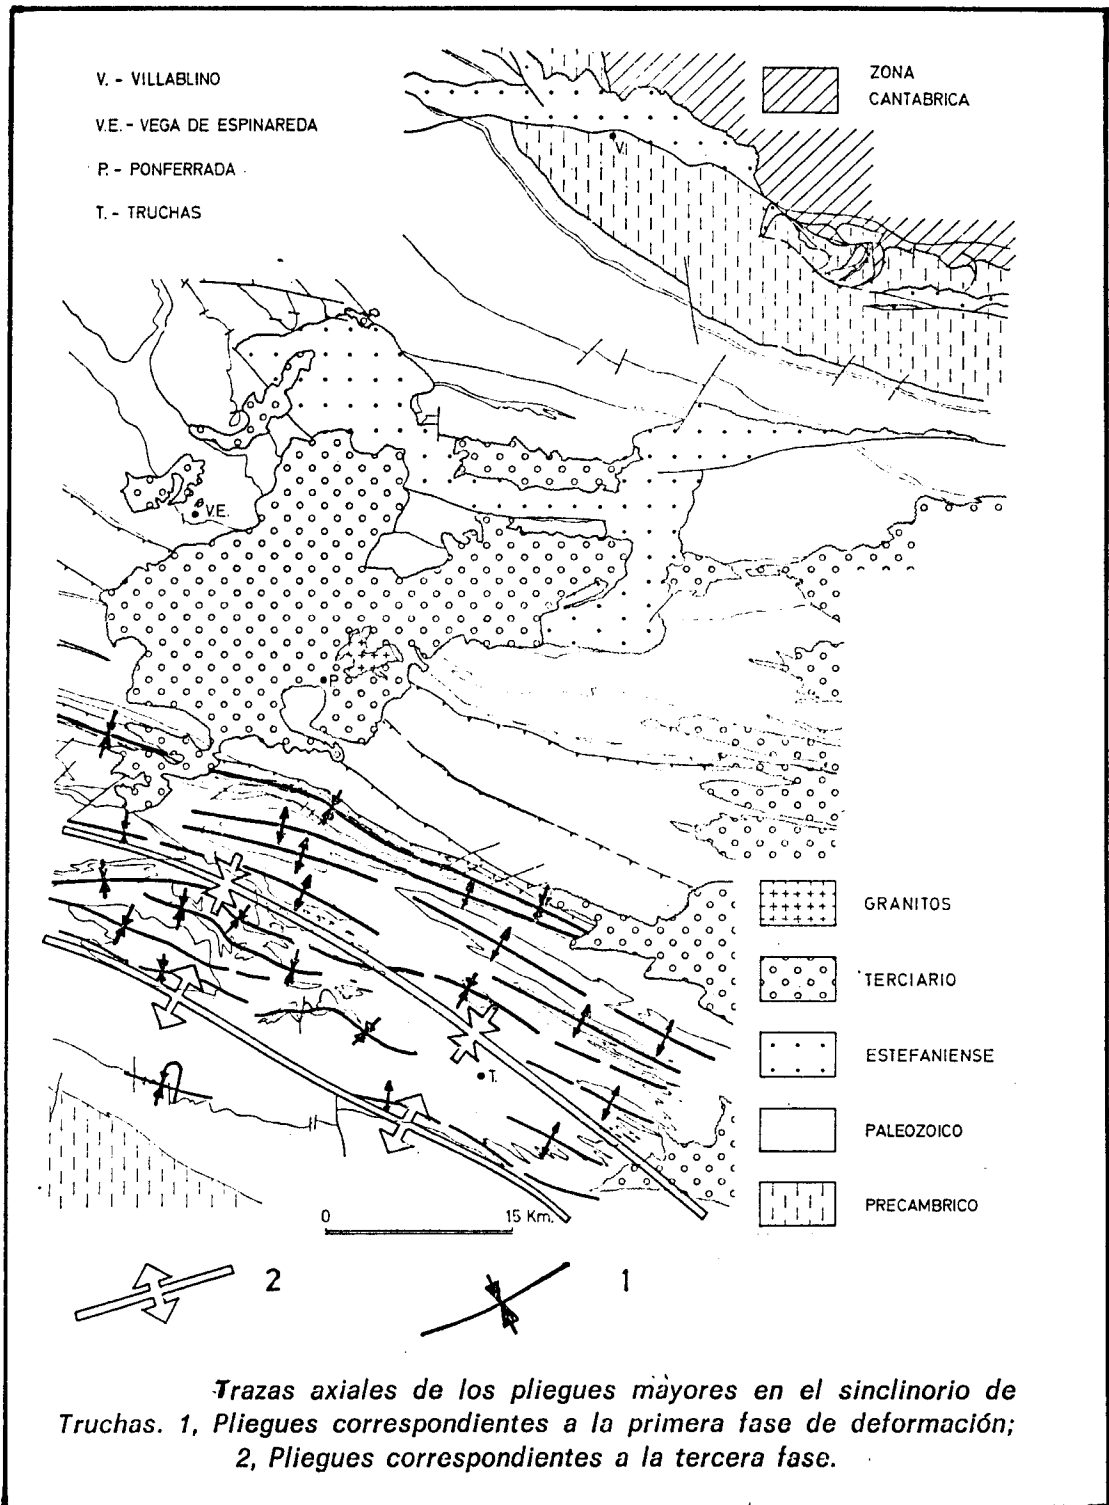 V. - VILLABLINO
V.E. - VEGA DE ESPINAREDA
P. - PONFERRADA
T. - TRUCHAS
ZONA
CANTABRICA
V.
V.E.
P.
T.
GRANITOS
TERCIARIO
ESTEFANIENSE
PALEOZOICO
PRECAMBRICO
0 15 Km.
2
1
Trazas axiales de los pliegues mayores en el sinclinorio de
Truchas. 1, Pliegues correspondientes a la primera fase de deformación;
2, Pliegues correspondientes a la tercera fase.